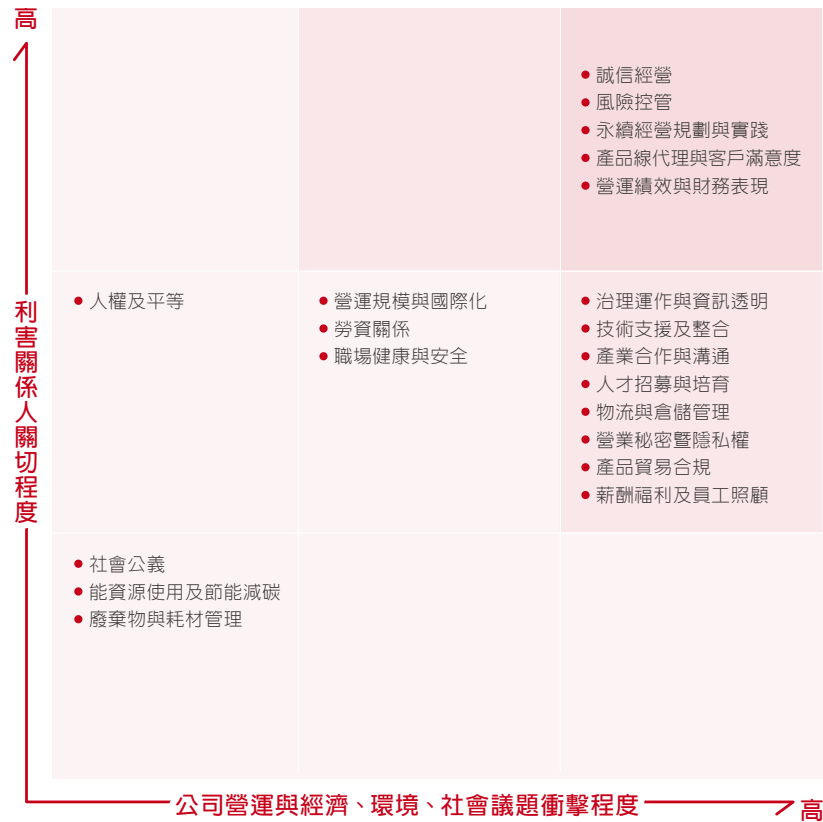 高
利害關係人關切程度
● 誠信經營
● 風險控管
● 永續經營規劃與實踐
● 產品線代理與客戶滿意度
● 營運績效與財務表現
● 人權及平等
● 營運規模與國際化
● 勞資關係
● 職場健康與安全
● 治理運作與資訊透明
● 技術支援及整合
● 產業合作與溝通
● 人才招募與培育
● 物流與倉儲管理
● 營業秘密暨隱私權
● 產品貿易合規
● 薪酬福利及員工照顧
● 社會公義
● 能資源使用及節能減碳
● 廢棄物與耗材管理
公司營運與經濟、環境、社會議題衝擊程度
高